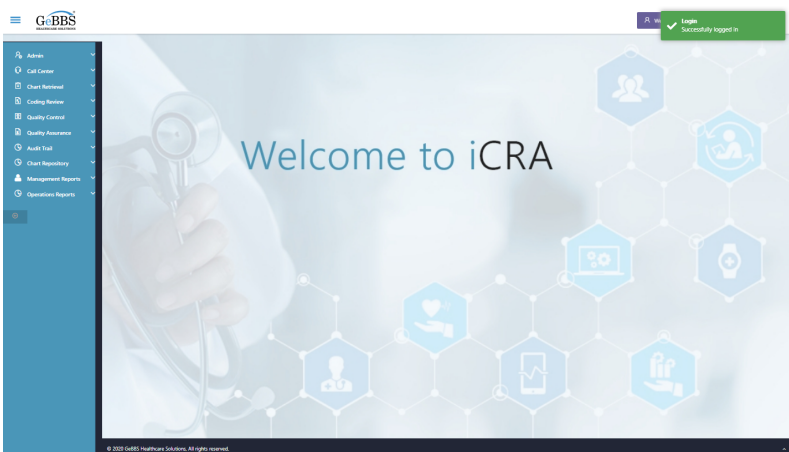 GeBBS
HEALTHCARE SOLUTIONS
Login
Successfully logged in
Admin
Call Center
Chart Retrieval
Coding Review
Quality Control
Quality Assurance
Audit Trail
Chart Repository
Management Reports
Operations Reports
Welcome to iCRA
© 2020 GeBBS Healthcare Solutions, All rights reserved.